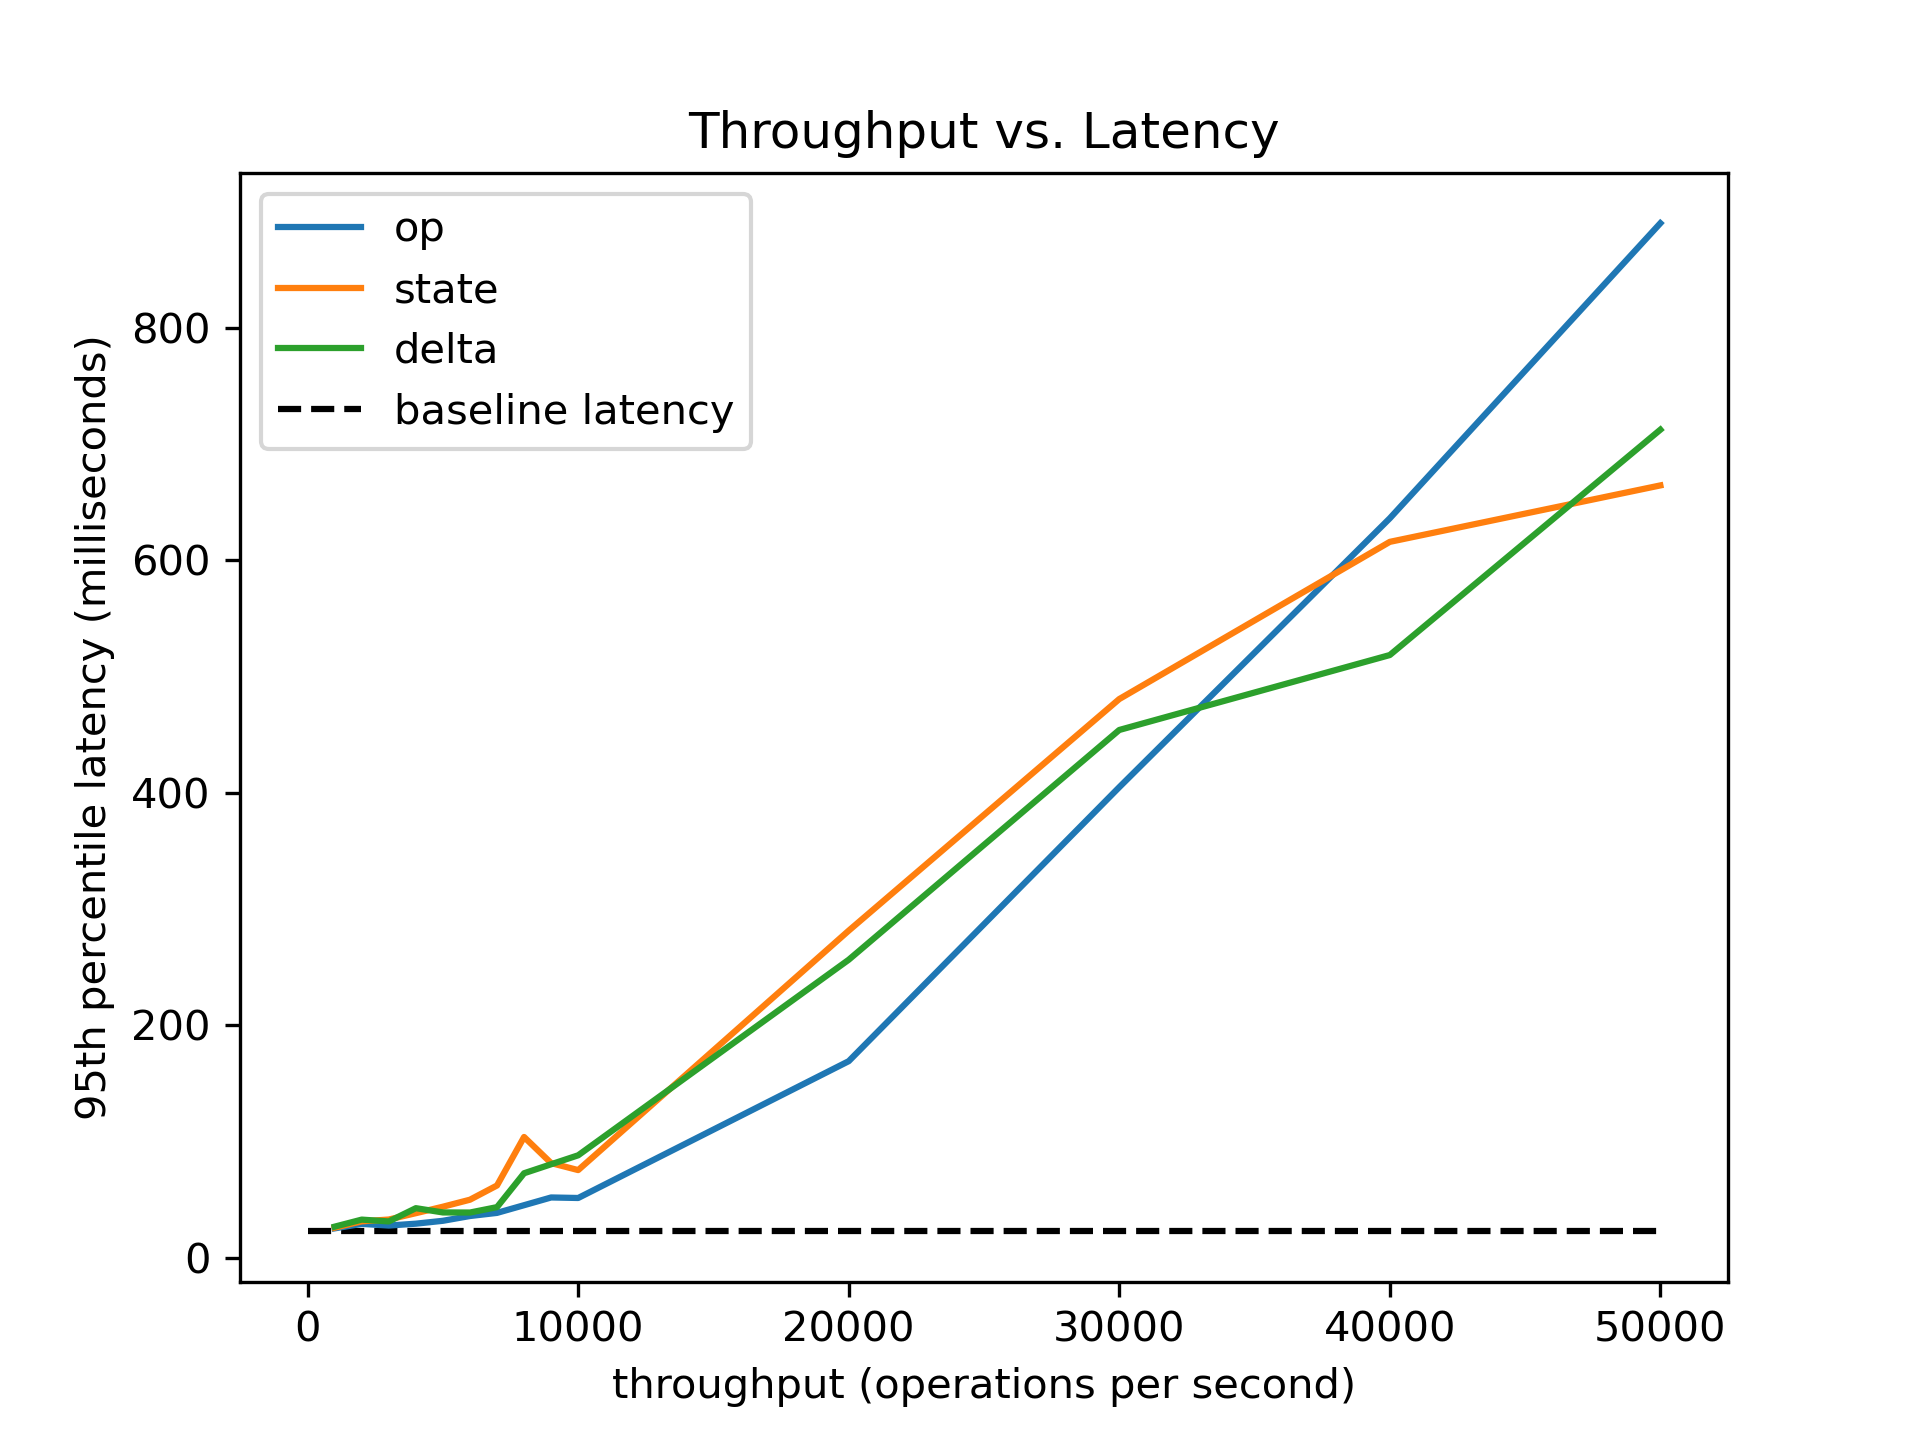 Throughput vs. Latency
op
state
delta
baseline latency
95th percentile latency (milliseconds)
800
600
400
200
0
0 10000 20000 30000 40000 50000
throughput (operations per second)